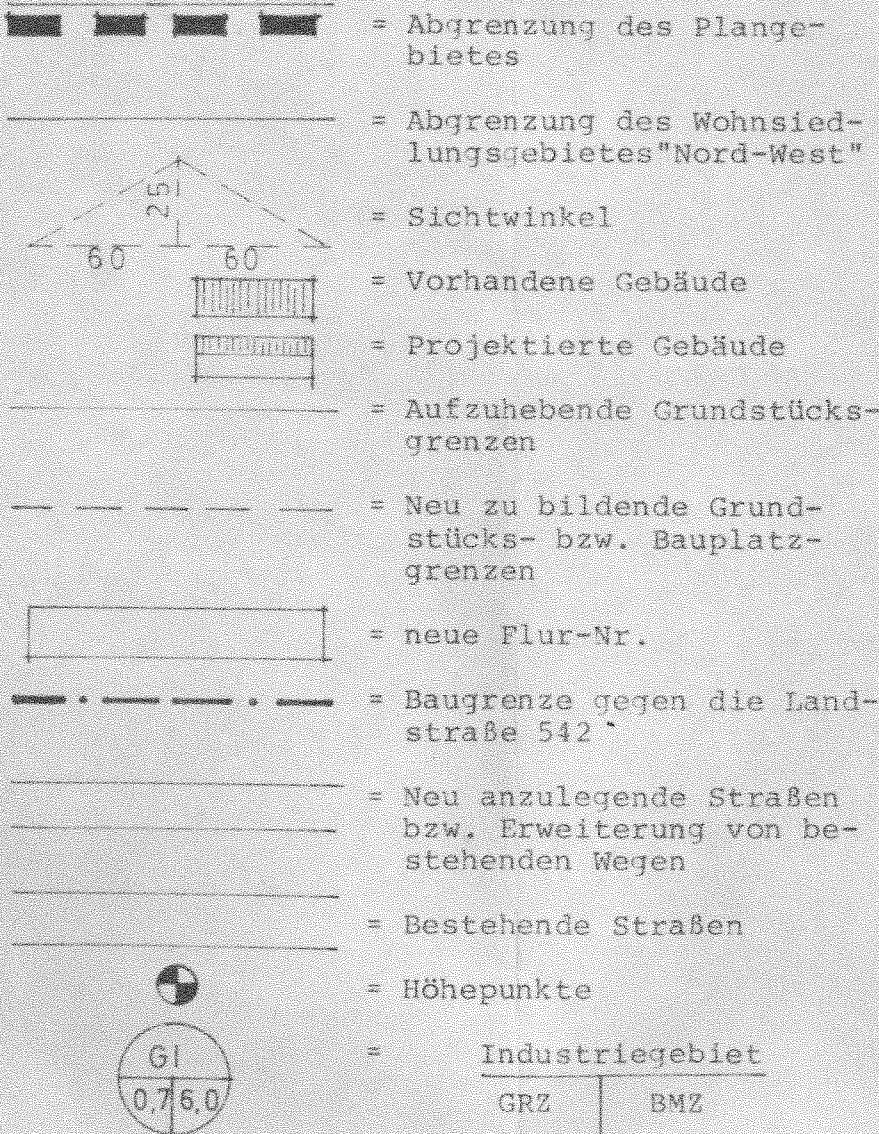 = Abgrenzung des Plange-
bietes
= Abgrenzung des Wohnsied-
lungsgebietes"Nord-West"
25
60 60
= Sichtwinkel
= Vorhandene Gebäude
= Projektierte Gebäude
= Aufzuhebende Grundstücks-
grenzen
= Neu zu bildende Grund-
stücks- bzw. Bauplatz-
grenzen
= neue Flur-Nr.
= Baugrenze gegen die Land-
straße 542
= Neu anzulegende Straßen
bzw. Erweiterung von be-
stehenden Wegen
= Bestehende Straßen
= Höhepunkte
GI = Industriegebiet
0,7 6,0 GRZ BMZ